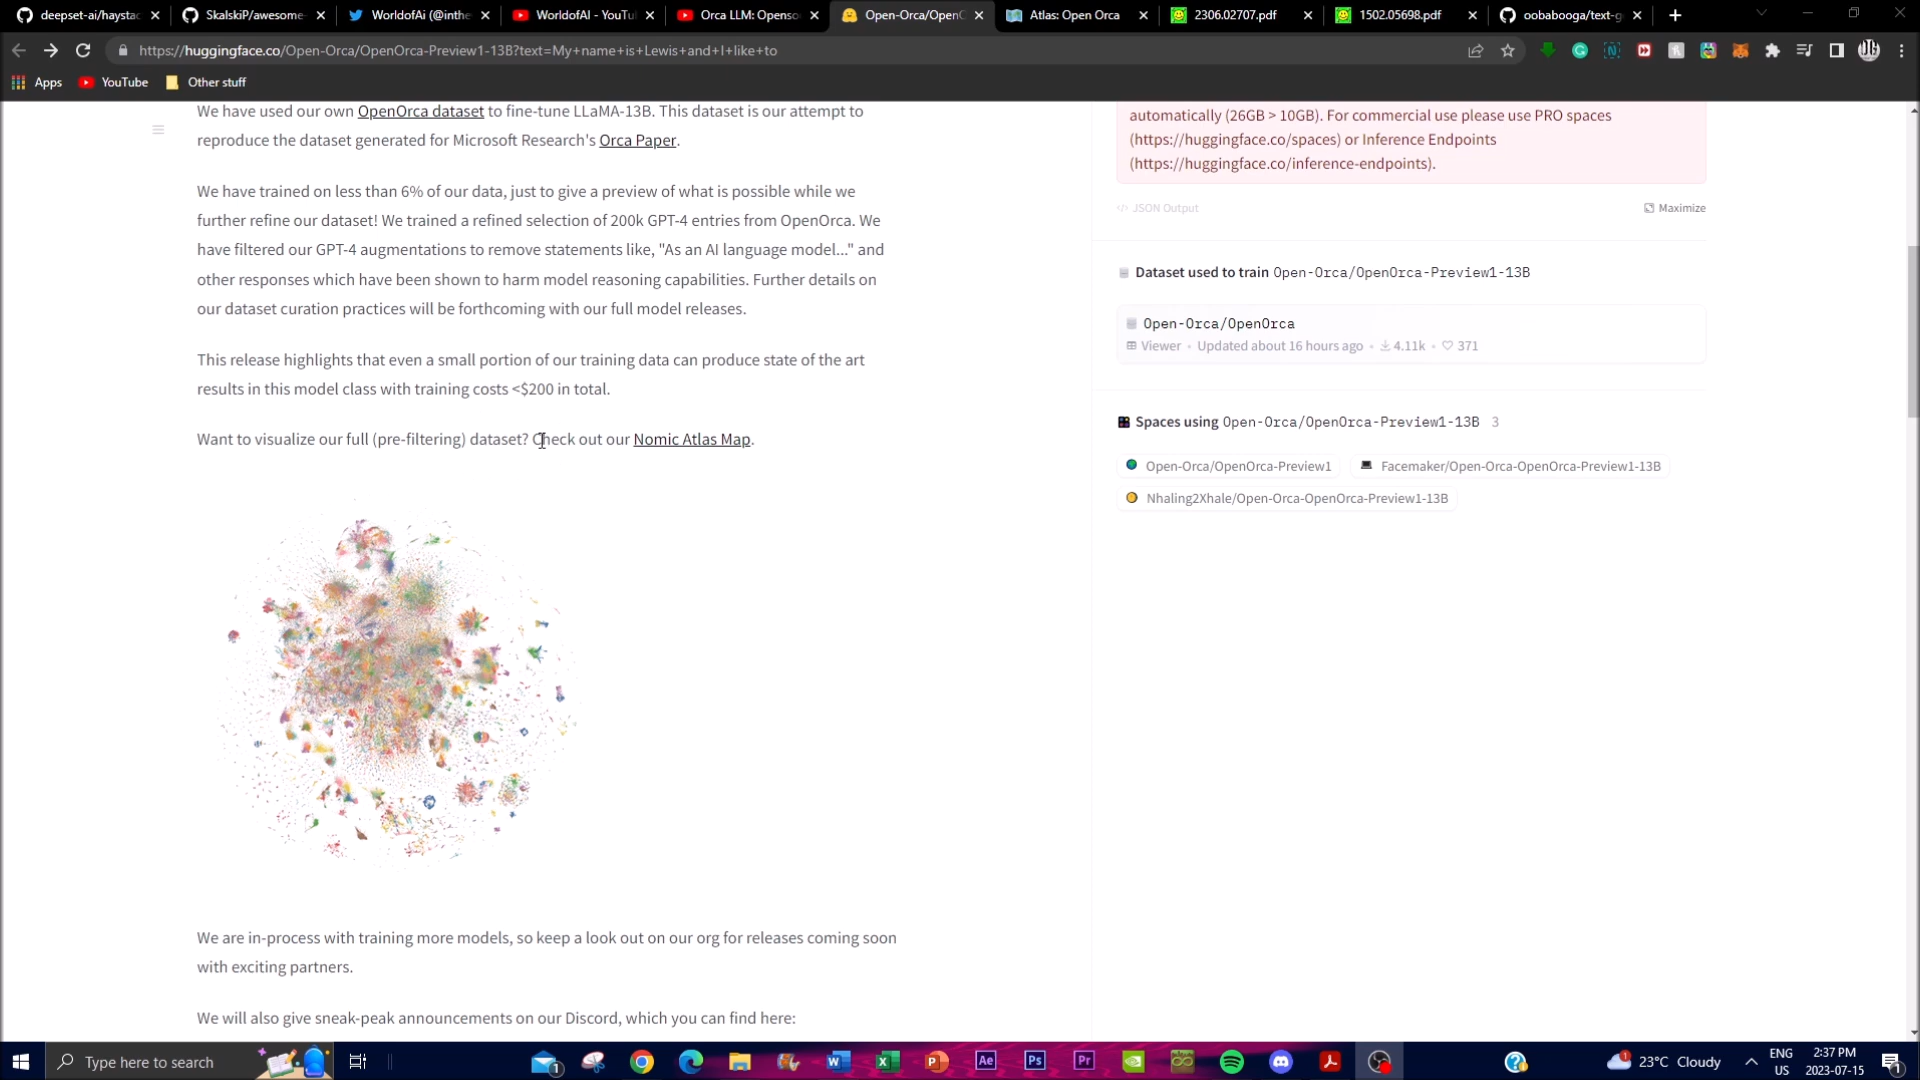 deepset-ai/haystac
SkalskiP/awesome-
WorldofAi (@inthe
WorldofAI - YouTu
Orca LLM: Openso
Open-Orca/OpenO
Atlas: Open Orca
2306.02707.pdf
1502.05698.pdf
oobabooga/text-g
https://huggingface.co/Open-Orca/OpenOrca-Preview1-13B?text=My+name+is+Lewis+and+I+like+to
Apps YouTube Other stuff
We have used our own OpenOrca dataset to fine-tune LLaMA-13B. This dataset is our attempt to
reproduce the dataset generated for Microsoft Research's Orca Paper.
We have trained on less than 6% of our data, just to give a preview of what is possible while we
further refine our dataset! We trained a refined selection of 200k GPT-4 entries from OpenOrca. We
have filtered our GPT-4 augmentations to remove statements like, "As an AI language model..." and
other responses which have been shown to harm model reasoning capabilities. Further details on
our dataset curation practices will be forthcoming with our full model releases.
This release highlights that even a small portion of our training data can produce state of the art
results in this model class with training costs <$200 in total.
Want to visualize our full (pre-filtering) dataset? Check out our Nomic Atlas Map.
We are in-process with training more models, so keep a look out on our org for releases coming soon
with exciting partners.
We will also give sneak-peak announcements on our Discord, which you can find here:
automatically (26GB > 10GB). For commercial use please use PRO spaces
(https://huggingface.co/spaces) or Inference Endpoints
(https://huggingface.co/inference-endpoints).
</> JSON Output Maximize
Dataset used to train Open-Orca/OpenOrca-Preview1-13B
Open-Orca/OpenOrca
Viewer • Updated about 16 hours ago • 4.11k • 371
Spaces using Open-Orca/OpenOrca-Preview1-13B 3
Open-Orca/OpenOrca-Preview1 Facemaker/Open-Orca-OpenOrca-Preview1-13B
Nhaling2Xhale/Open-Orca-OpenOrca-Preview1-13B
Type here to search
Ae Ps Pr
23°C Cloudy
ENG
US
2:37 PM
2023-07-15